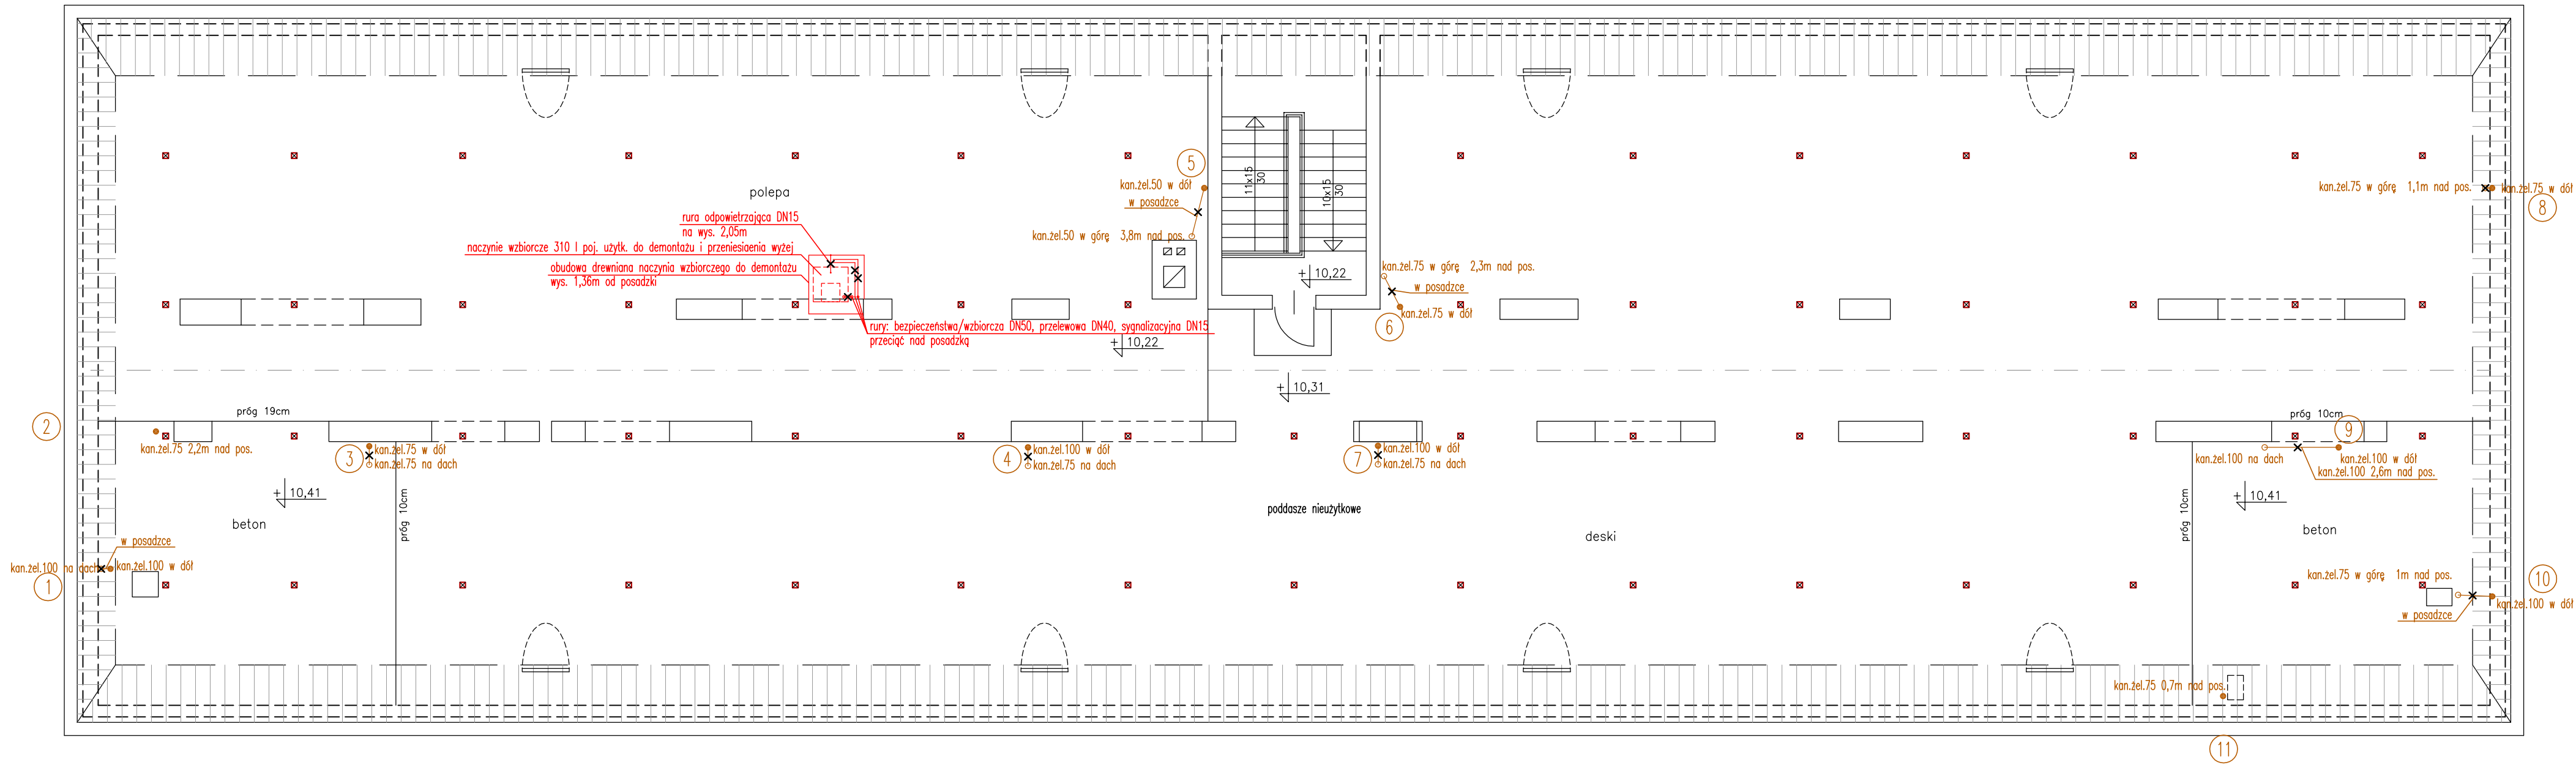 polepa
rura odpowietrzająca DN15
na wys. 2,05m
naczynie wzbiorcze 310 l poj. użytk. do demontażu i przeniesiaenia wyżej
obudowa drewniana naczynia wzbiorczego do demontażu
wys. 1,36m od posadzki
rury: bezpieczeństwa/wzbiorcza DN50, przelewowa DN40, sygnalizacyjna DN15
przeciąć nad posadzką
+ 10,22
5
kan.żel.50 w dół
w posadzce
kan.żel.50 w górę 3,8m nad pos.
11x15
30
10x15
30
+ 10,22
kan.żel.75 w górę 2,3m nad pos.
w posadzce
kan.żel.75 w dół
6
+ 10,31
kan.żel.75 w górę 1,1m nad pos.
kan.żel.75 w dół
8
2
próg 19cm
kan.żel.75 2,2m nad pos.
3
kan.żel.75 w dół
kan.żel.75 na dach
4
kan.żel.100 w dół
kan.żel.75 na dach
7
kan.żel.100 w dół
kan.żel.75 na dach
próg 10cm
9
kan.żel.100 na dach
kan.żel.100 w dół
kan.żel.100 2,6m nad pos.
+ 10,41
beton
próg 10cm
poddasze nieużytkowe
deski
próg 10cm
+ 10,41
beton
w posadzce
kan.żel.100 na dach
kan.żel.100 w dół
1
kan.żel.75 w górę 1m nad pos.
10
kan.żel.100 w dół
w posadzce
kan.żel.75 0,7m nad pos.
11